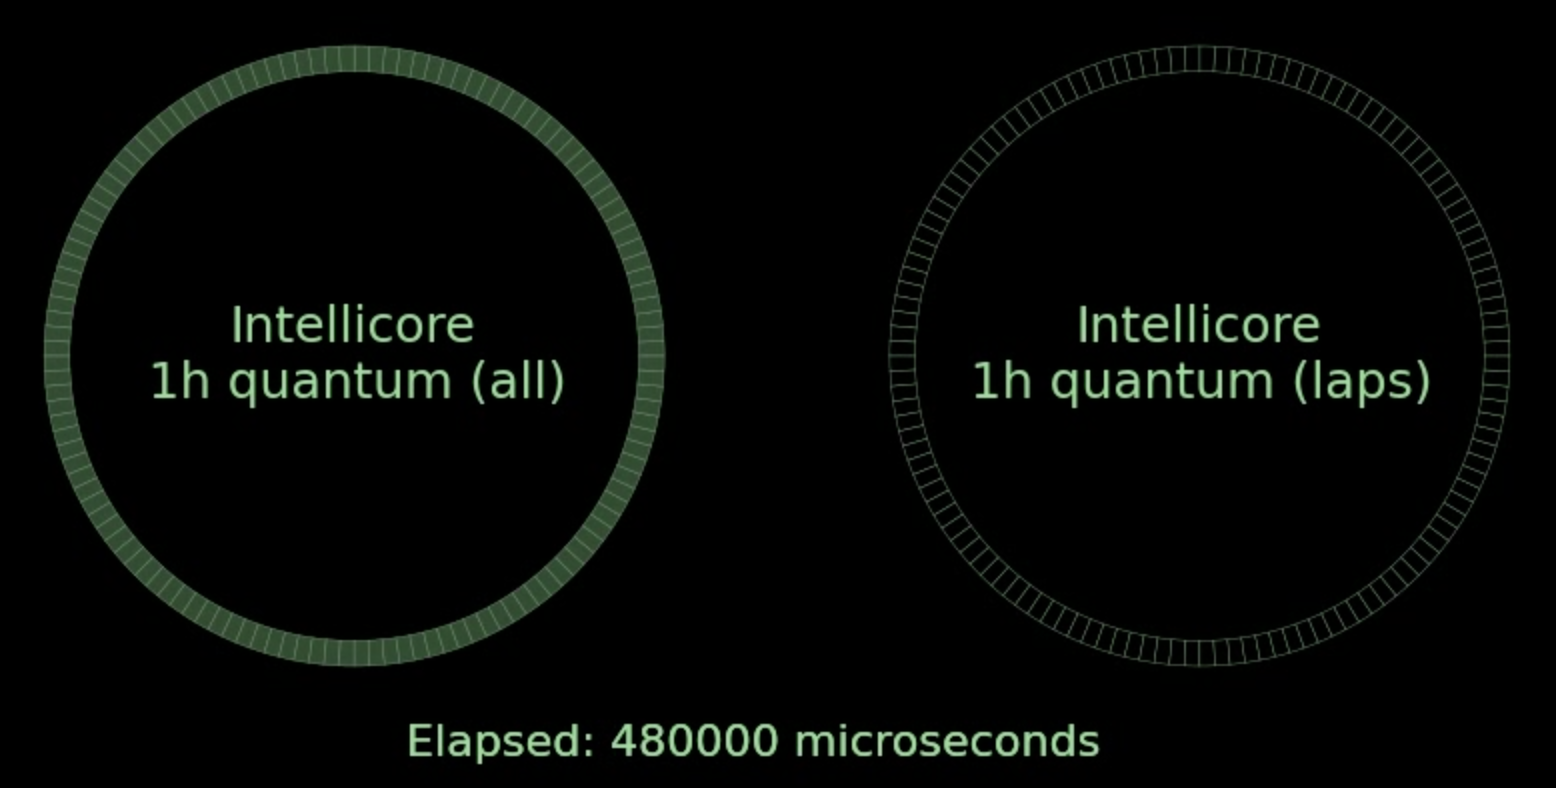 Intellicore
1h quantum (all)
Intellicore
1h quantum (laps)
Elapsed: 480000 microseconds